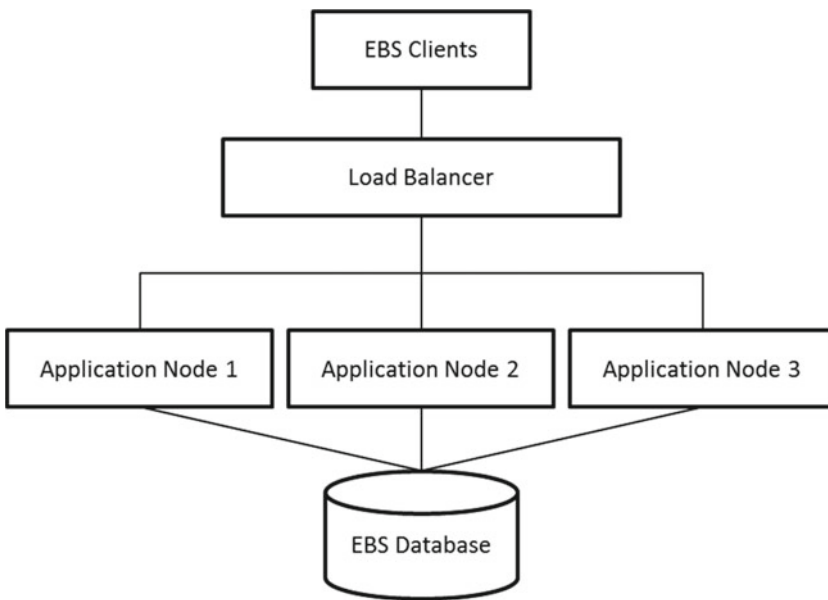 EBS Clients
Load Balancer
Application Node 1
Application Node 2
Application Node 3
EBS Database